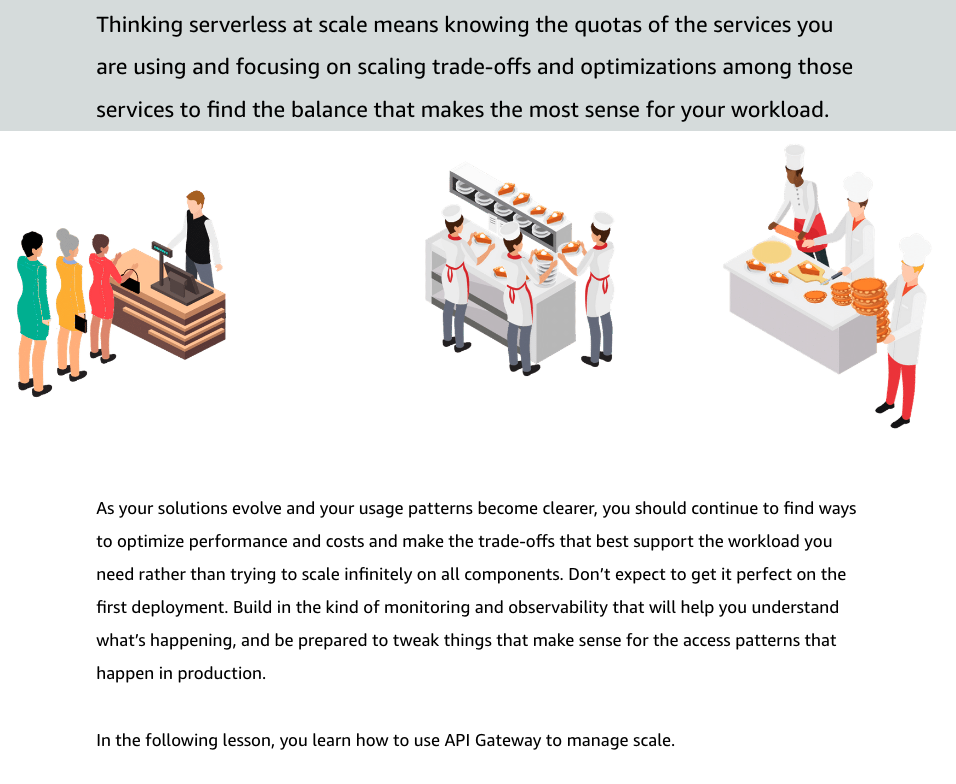 Thinking serverless at scale means knowing the quotas of the services you
are using and focusing on scaling trade-offs and optimizations among those
services to find the balance that makes the most sense for your workload.
As your solutions evolve and your usage patterns become clearer, you should continue to find ways
to optimize performance and costs and make the trade-offs that best support the workload you
need rather than trying to scale infinitely on all components. Don’t expect to get it perfect on the
first deployment. Build in the kind of monitoring and observability that will help you understand
what’s happening, and be prepared to tweak things that make sense for the access patterns that
happen in production.
In the following lesson, you learn how to use API Gateway to manage scale.